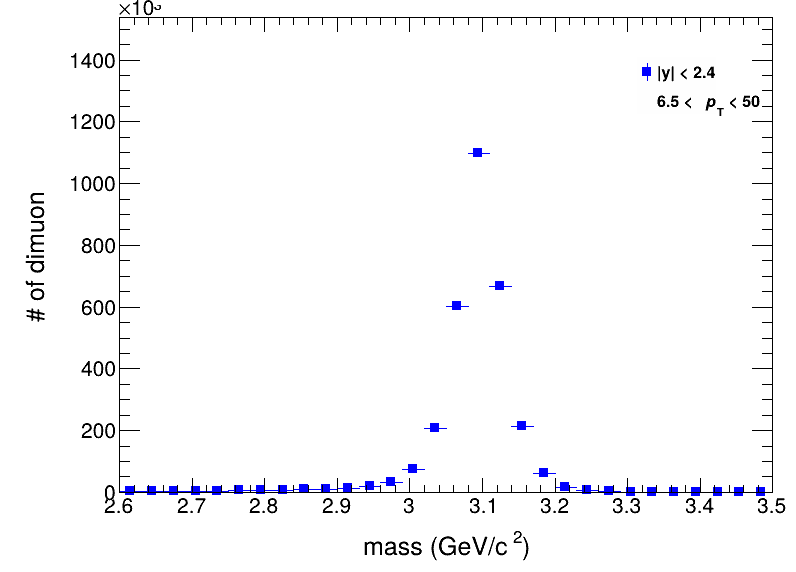 ×10³
1400
1200
1000
800
600
400
200
0
# of dimuon
|y| < 2.4
6.5 < p_T < 50
2.6 2.7 2.8 2.9 3 3.1 3.2 3.3 3.4 3.5
mass (GeV/c²)